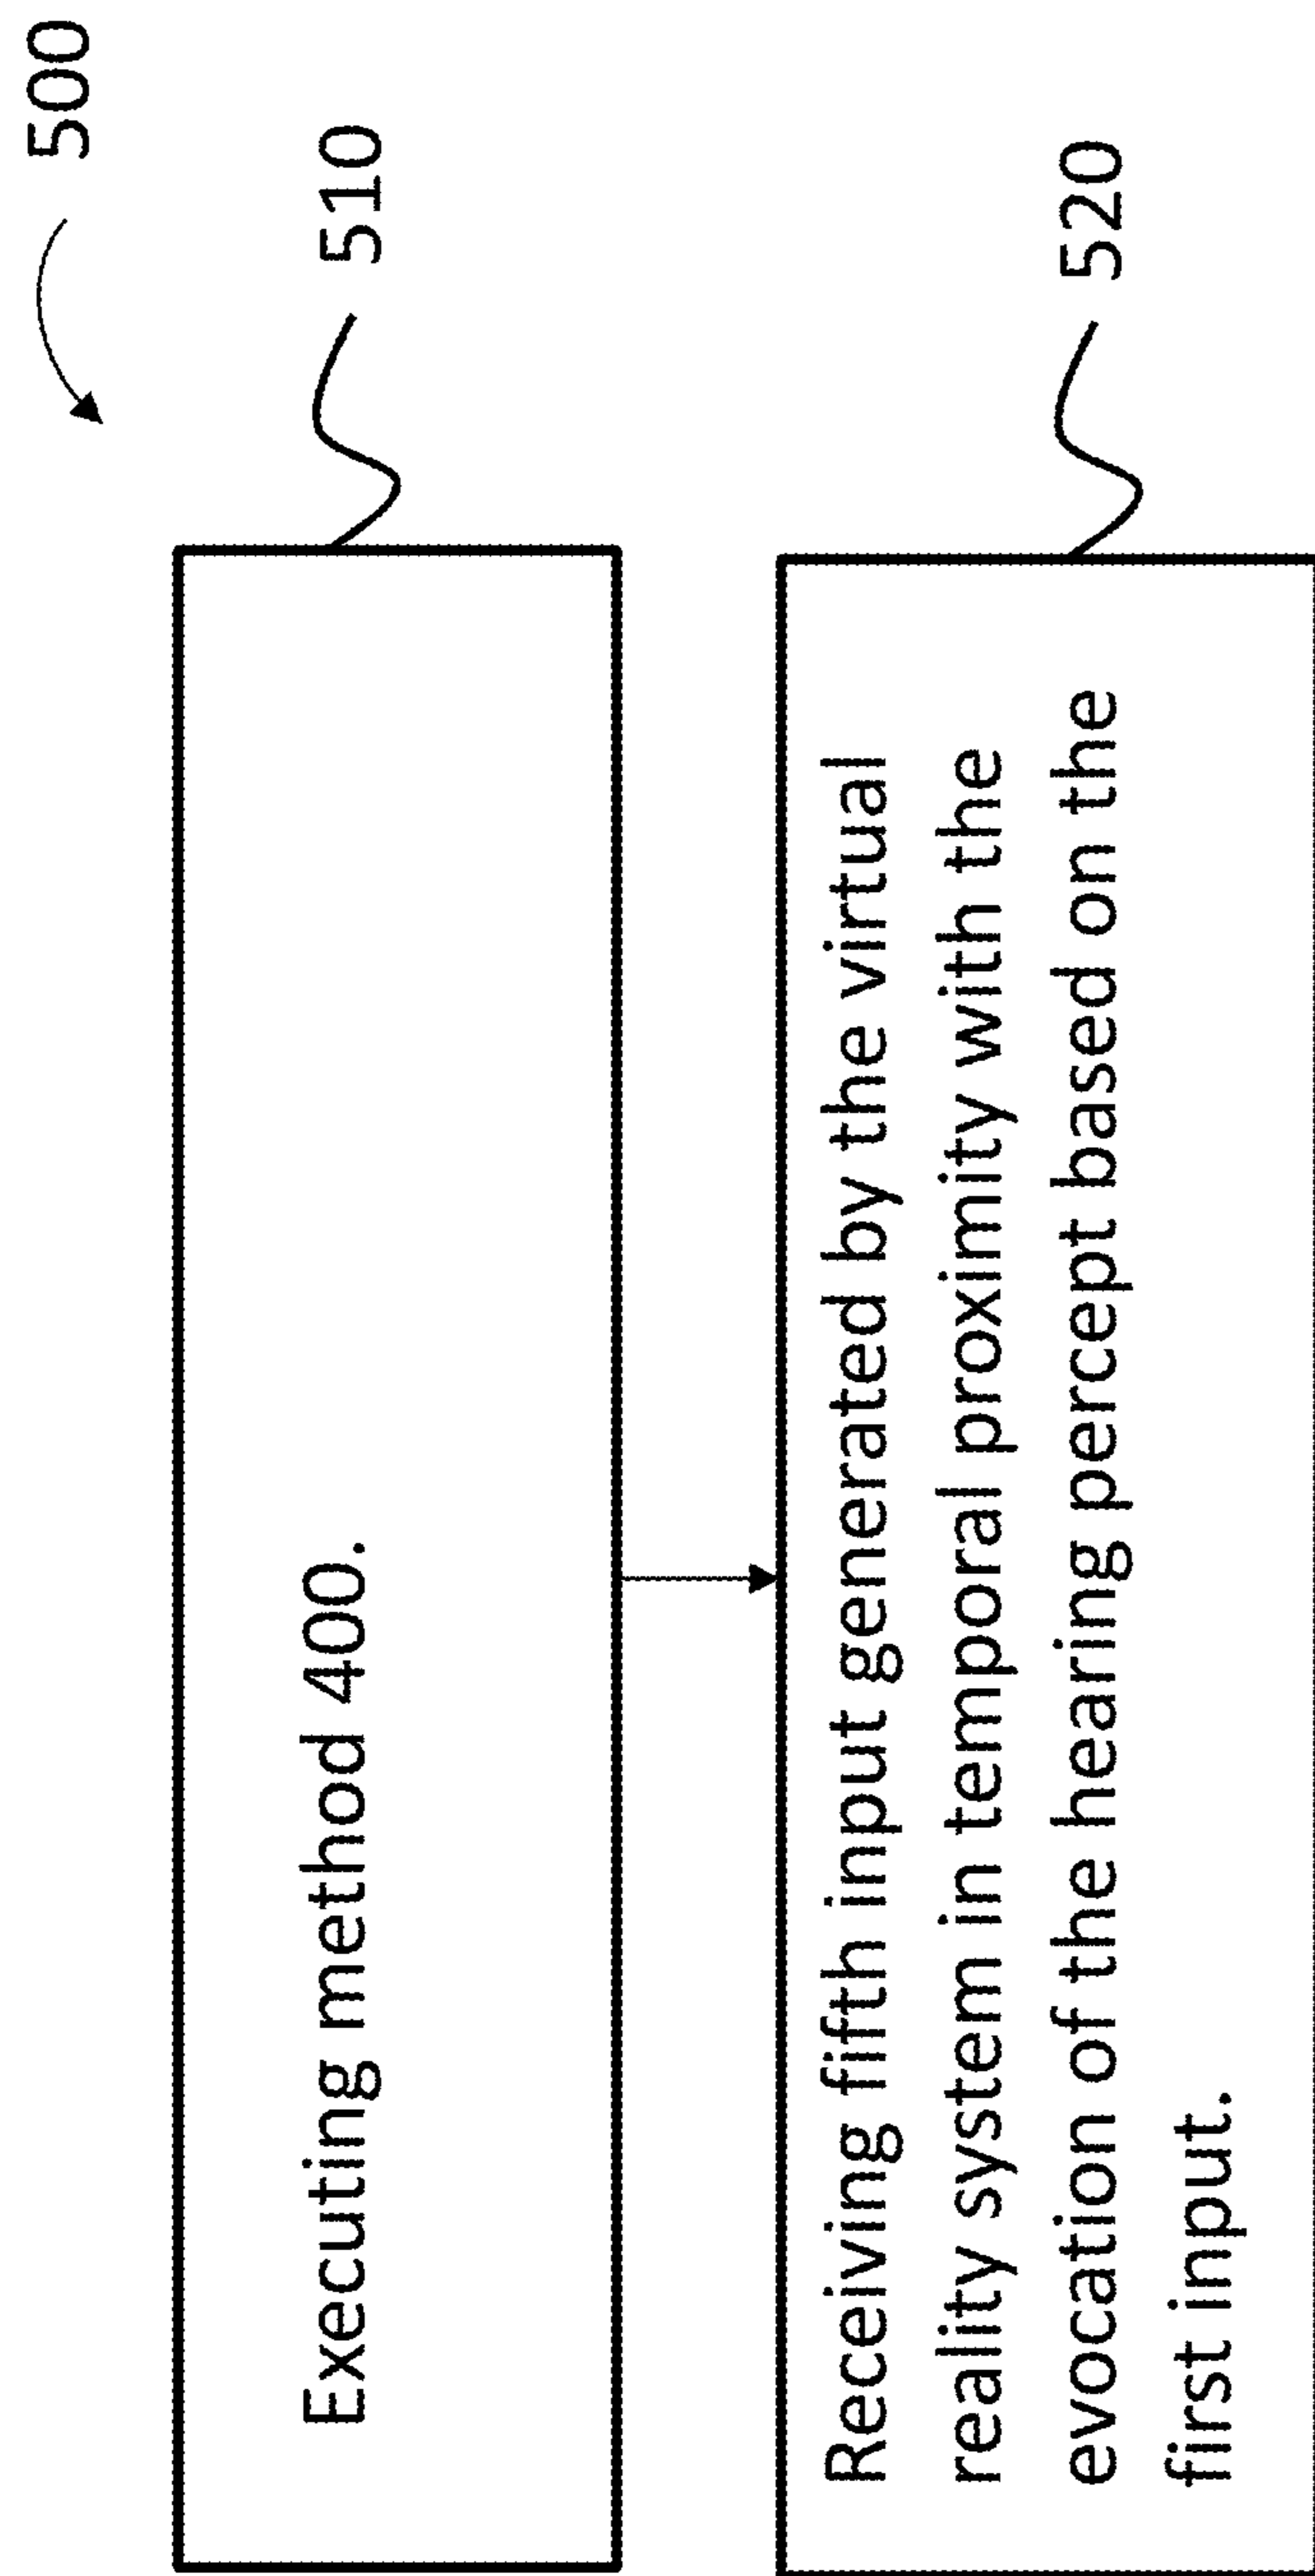 500
510
Executing method 400.
520
Receiving fifth input generated by the virtual
reality system in temporal proximity with the
evocation of the hearing percept based on the
first input.